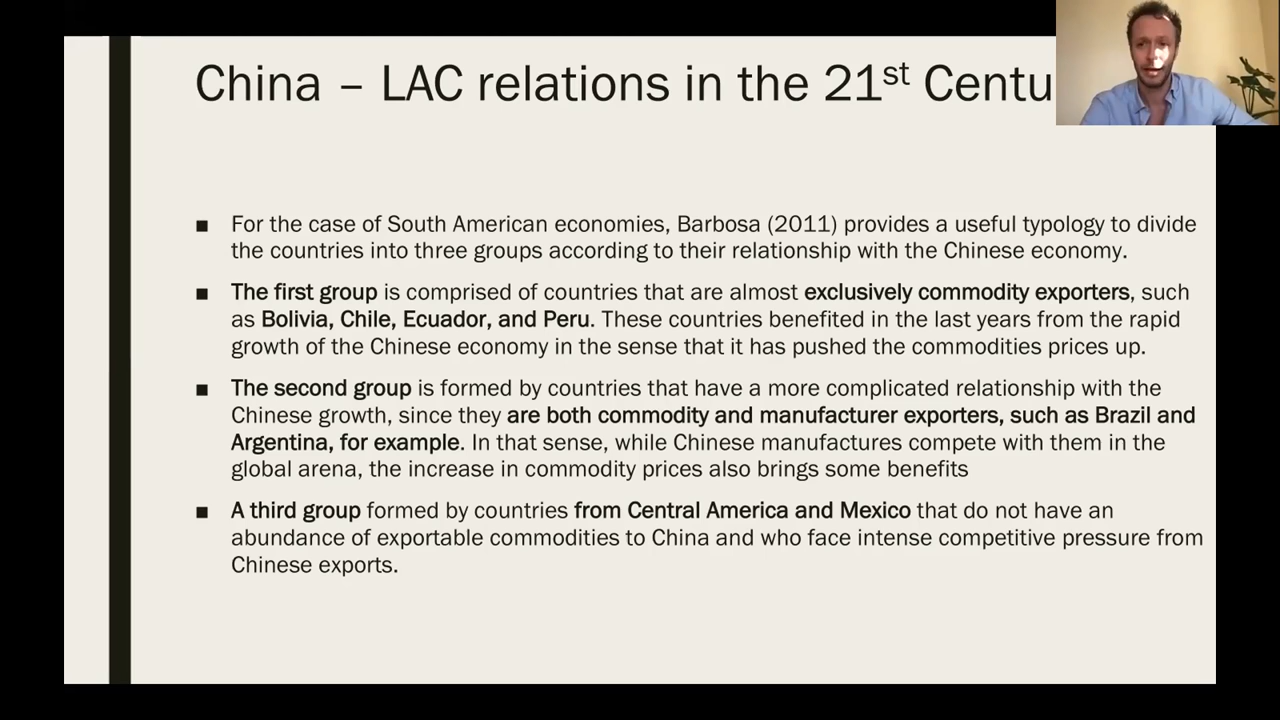 China – LAC relations in the 21st Centu
■ For the case of South American economies, Barbosa (2011) provides a useful typology to divide
the countries into three groups according to their relationship with the Chinese economy.
■ The first group is comprised of countries that are almost exclusively commodity exporters, such
as Bolivia, Chile, Ecuador, and Peru. These countries benefited in the last years from the rapid
growth of the Chinese economy in the sense that it has pushed the commodities prices up.
■ The second group is formed by countries that have a more complicated relationship with the
Chinese growth, since they are both commodity and manufacturer exporters, such as Brazil and
Argentina, for example. In that sense, while Chinese manufactures compete with them in the
global arena, the increase in commodity prices also brings some benefits
■ A third group formed by countries from Central America and Mexico that do not have an
abundance of exportable commodities to China and who face intense competitive pressure from
Chinese exports.